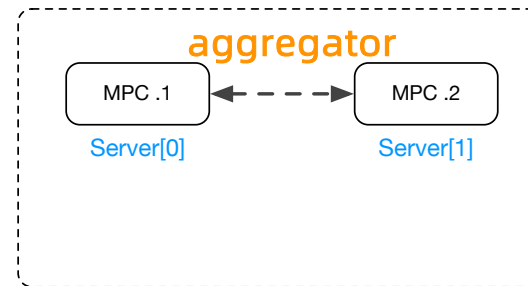 aggregator
MPC .1
MPC .2
Server[0]
Server[1]